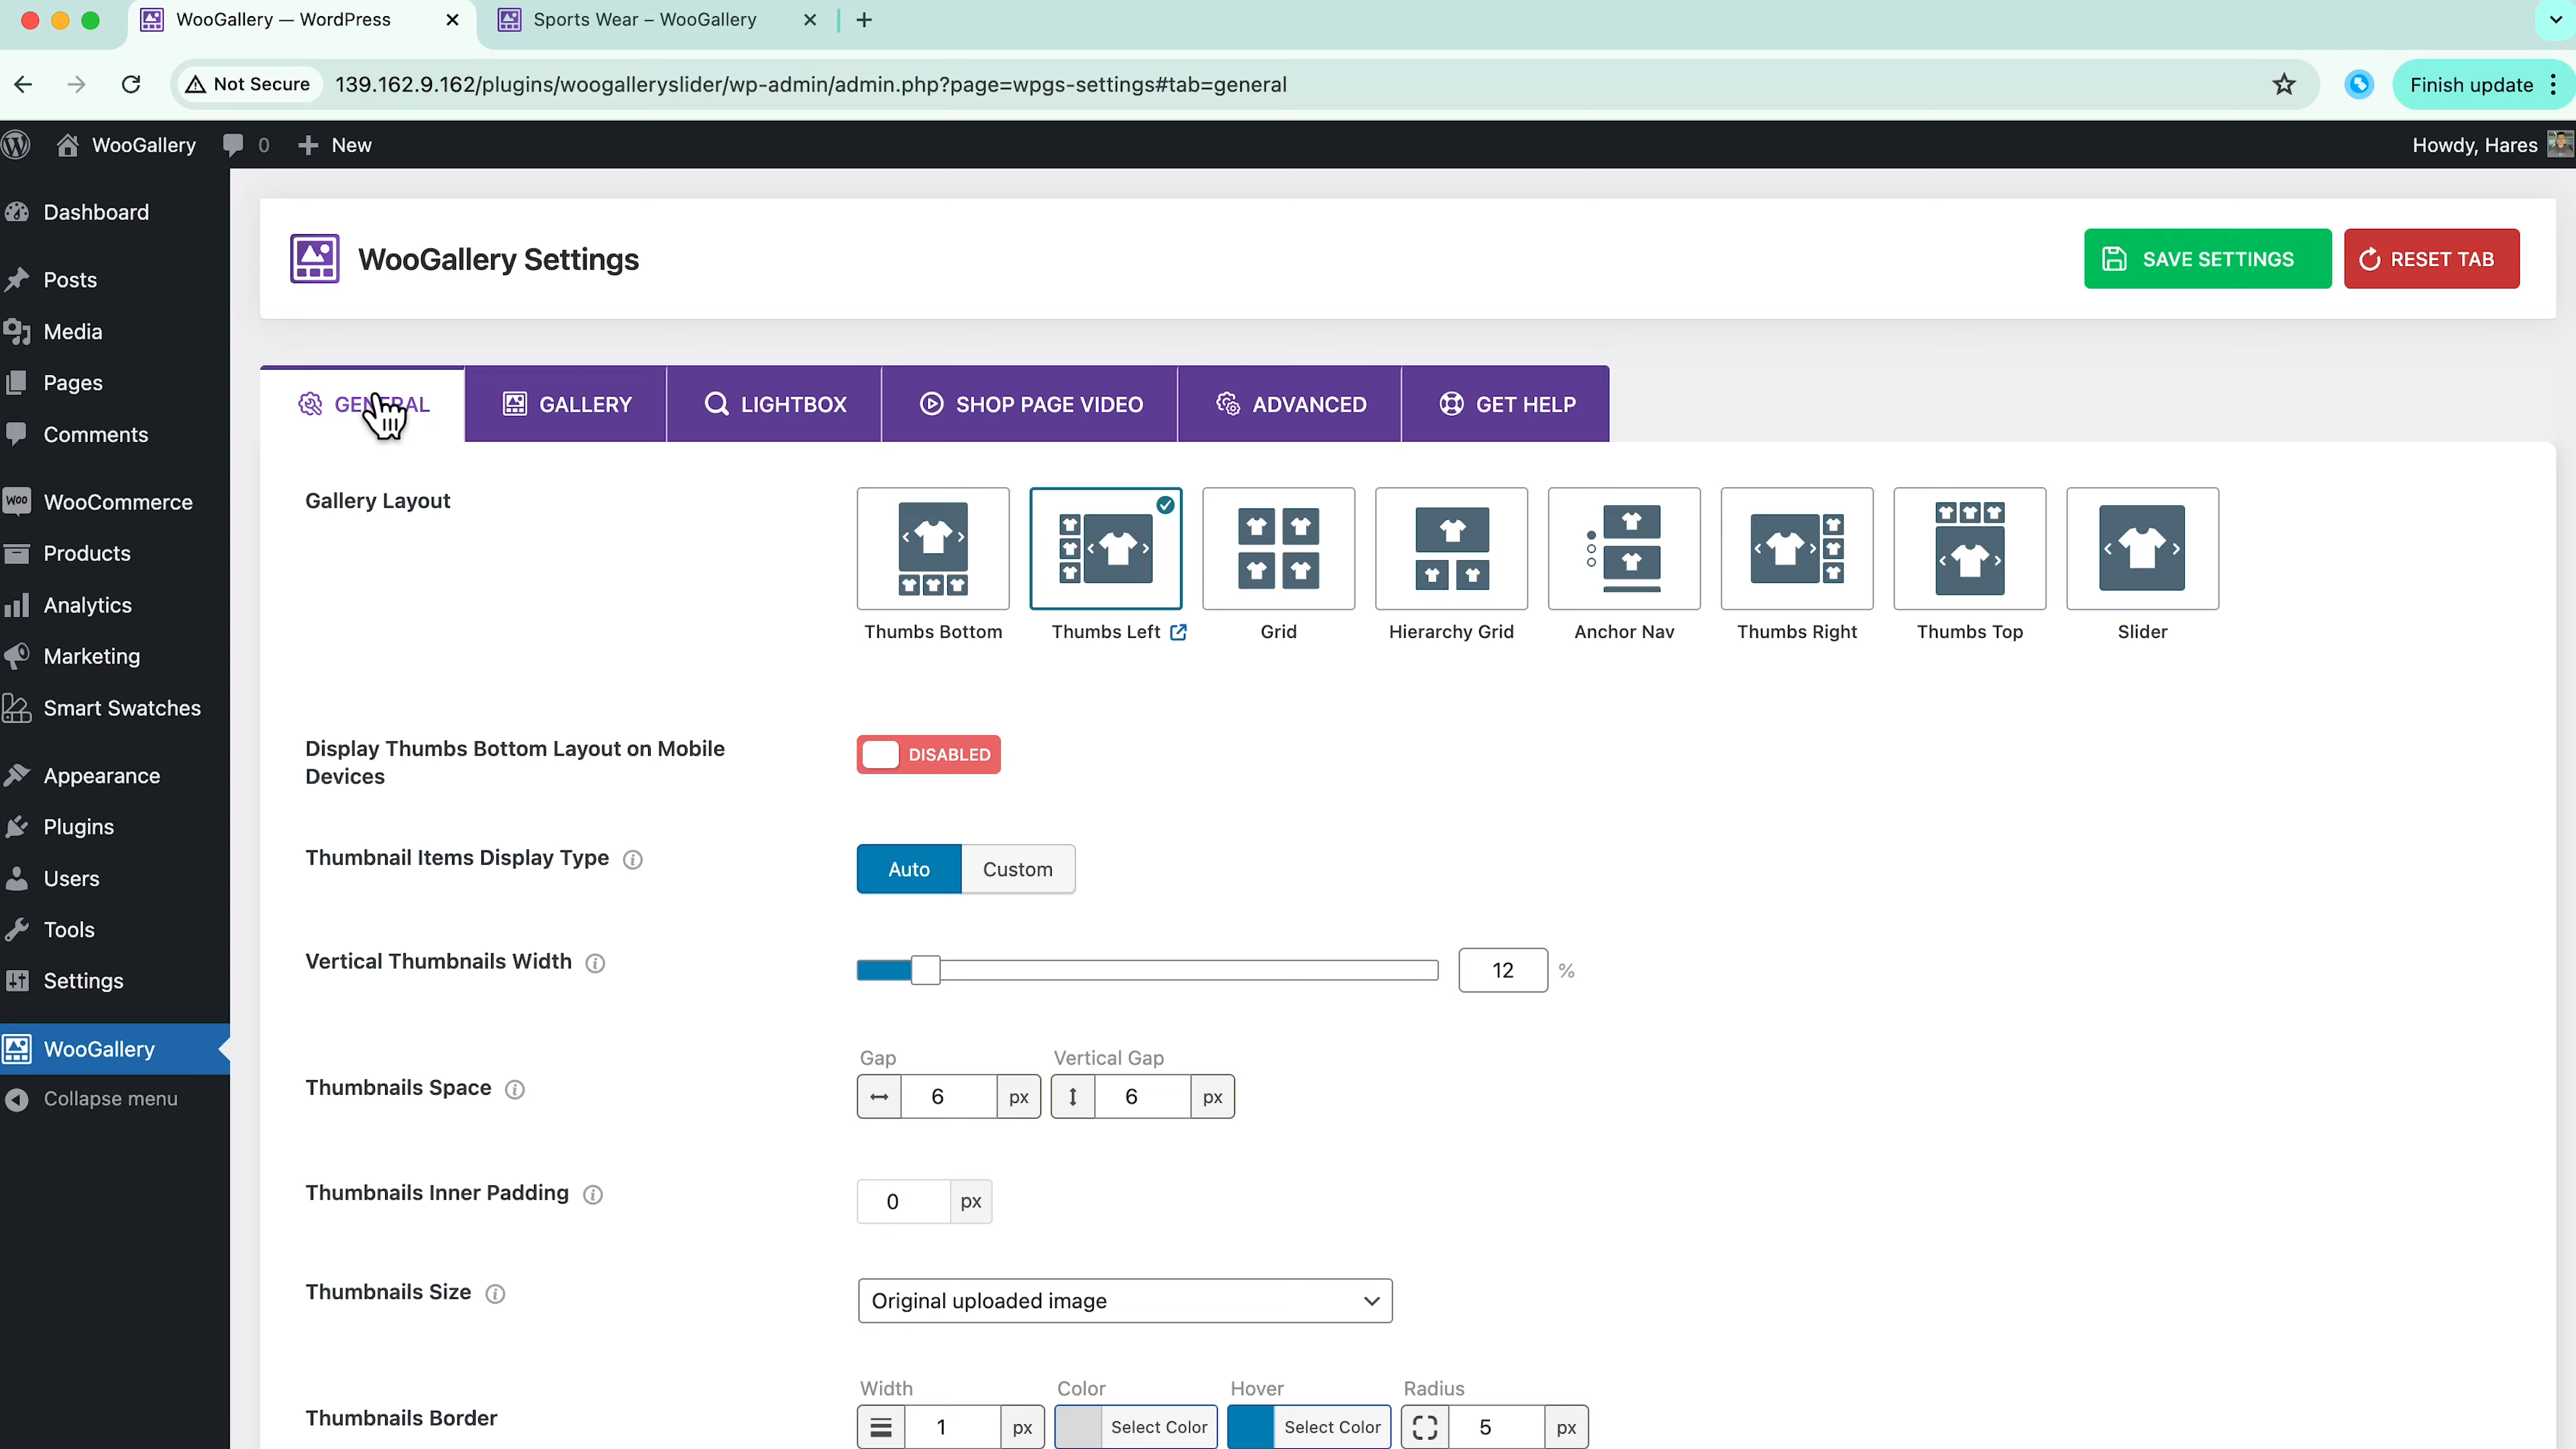 WooGallery — WordPress
Sports Wear – WooGallery
Not Secure
139.162.9.162/plugins/woogalleryslider/wp-admin/admin.php?page=wpgs-settings#tab=general
Finish update
WooGallery
0
New
Howdy, Hares
Dashboard
Posts
Media
Pages
Comments
WooCommerce
Products
Analytics
Marketing
Smart Swatches
Appearance
Plugins
Users
Tools
Settings
WooGallery
Collapse menu
WooGallery Settings
SAVE SETTINGS
RESET TAB
GENERAL
GALLERY
LIGHTBOX
SHOP PAGE VIDEO
ADVANCED
GET HELP
Gallery Layout
Thumbs Bottom
Thumbs Left
Grid
Hierarchy Grid
Anchor Nav
Thumbs Right
Thumbs Top
Slider
Display Thumbs Bottom Layout on Mobile
Devices
DISABLED
Thumbnail Items Display Type
Auto
Custom
Vertical Thumbnails Width
12
%
Gap
Vertical Gap
Thumbnails Space
6
px
6
px
Thumbnails Inner Padding
0
px
Thumbnails Size
Original uploaded image
Width
Color
Hover
Radius
Thumbnails Border
1
px
Select Color
Select Color
5
px